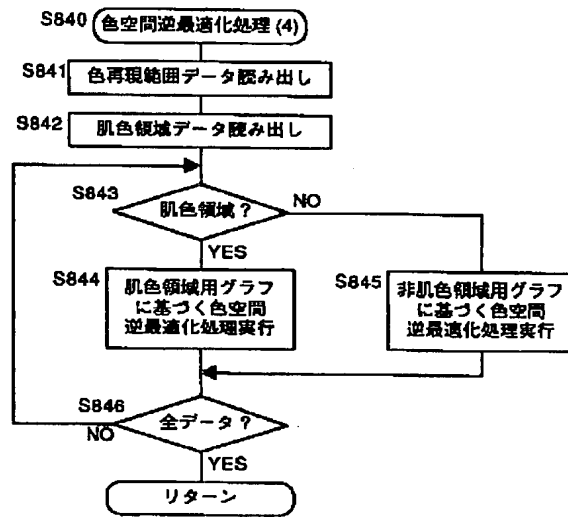 S840 色空間逆最適化処理(4)
S841
色再現範囲データ読み出し
S842
肌色領域データ読み出し
S843
肌色領域？
NO
YES
S844
肌色領域用グラフ
に基づく色空間
逆最適化処理実行
S845
非肌色領域用グラフ
に基づく色空間
逆最適化処理実行
S846
全データ？
NO
YES
リターン